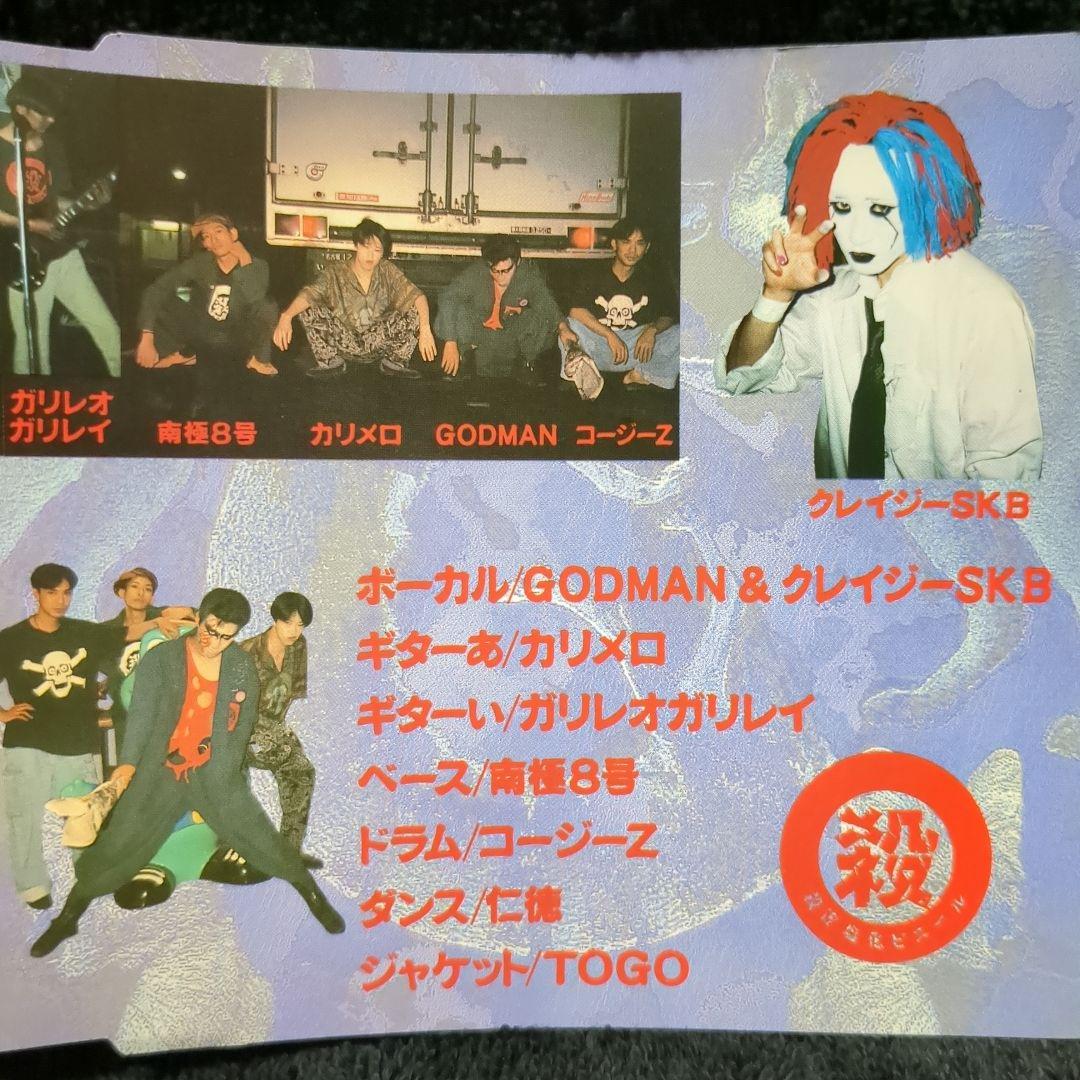 ガリレオ
ガリレイ
南極8号
カリメロ
GODMAN
コージーZ
クレイジーSKB
ボーカル/GODMAN & クレイジーSKB
ギターあ/カリメロ
ギターい/ガリレオガリレイ
ベース/南極8号
ドラム/コージーZ
ダンス/仁徳
ジャケット/TOGO
殺